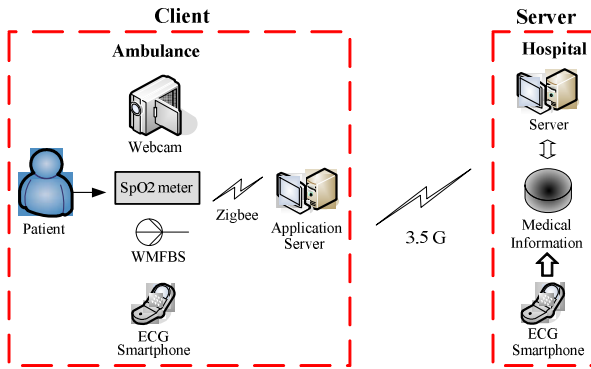 Client
Server
Ambulance
Hospital
Webcam
Server
SpO2 meter
Patient
Zigbee
Application
Server
WMFBS
3.5 G
Medical
Information
ECG
Smartphone
ECG
Smartphone